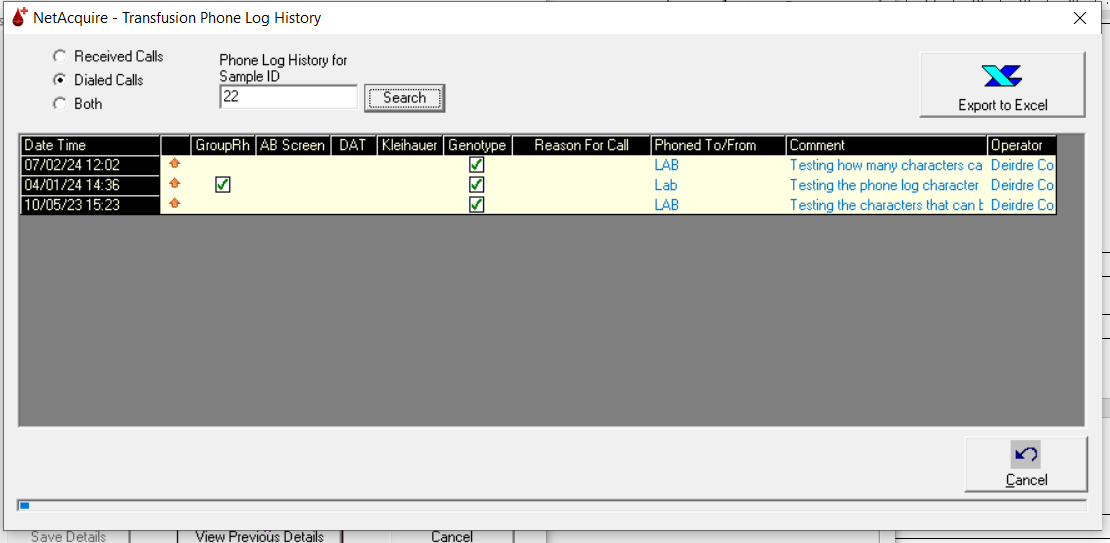 NetAcquire - Transfusion Phone Log History
Received Calls
Dialed Calls
Both
Phone Log History for
Sample ID
22
Search
Export to Excel
Date Time GroupRh AB Screen DAT Kleihauer Genotype Reason For Call Phoned To/From Comment Operator
07/02/24 12:02 LAB Testing how many characters ca Deirdre Co
04/01/24 14:36 Lab Testing the phone log character Deirdre Co
10/05/23 15:23 LAB Testing the characters that can b Deirdre Co
Cancel
Save Details View Previous Details Cancel